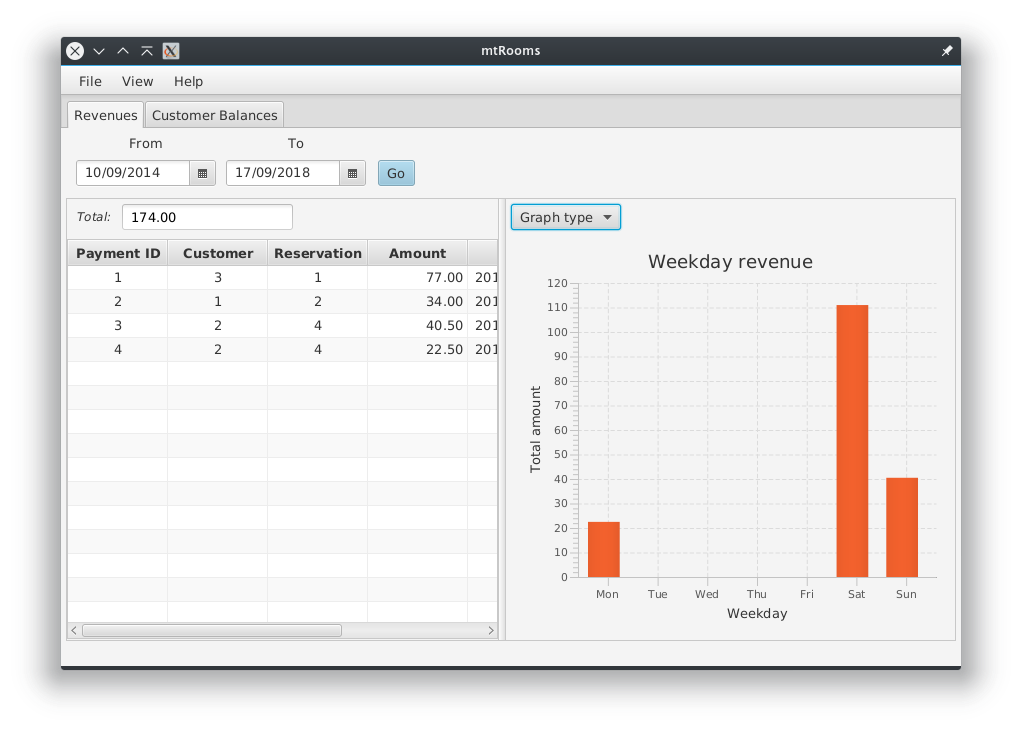 mtRooms
File View Help
Revenues Customer Balances
From To
10/09/2014 17/09/2018 Go
Total: 174.00
Graph type
Payment ID Customer Reservation Amount
1 3 1 77.00 201
2 1 2 34.00 201
3 2 4 40.50 201
4 2 4 22.50 201
Weekday revenue
Total amount
120
110
100
90
80
70
60
50
40
30
20
10
0
Mon Tue Wed Thu Fri Sat Sun
Weekday